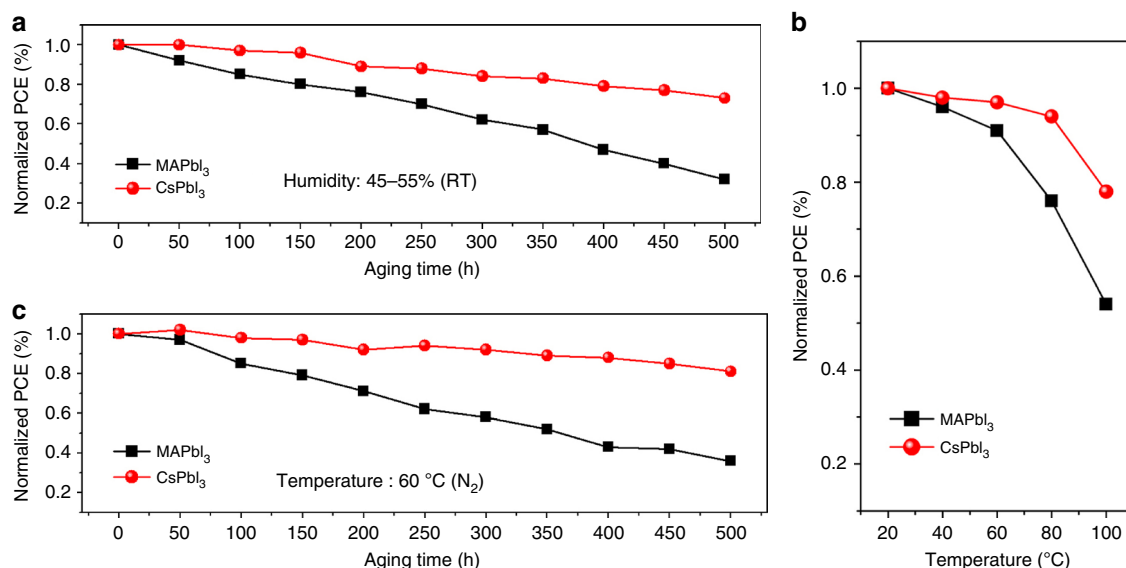 a
Normalized PCE (%)
1.0
0.8
0.6
0.4
0.2
MAPbI₃
CsPbI₃
Humidity: 45–55% (RT)
0 50 100 150 200 250 300 350 400 450 500
Aging time (h)
c
Normalized PCE (%)
1.0
0.8
0.6
0.4
0.2
MAPbI₃
CsPbI₃
Temperature : 60 °C (N₂)
0 50 100 150 200 250 300 350 400 450 500
Aging time (h)
b
Normalized PCE (%)
1.0
0.8
0.6
0.4
0.2
MAPbI₃
CsPbI₃
20 40 60 80 100
Temperature (°C)